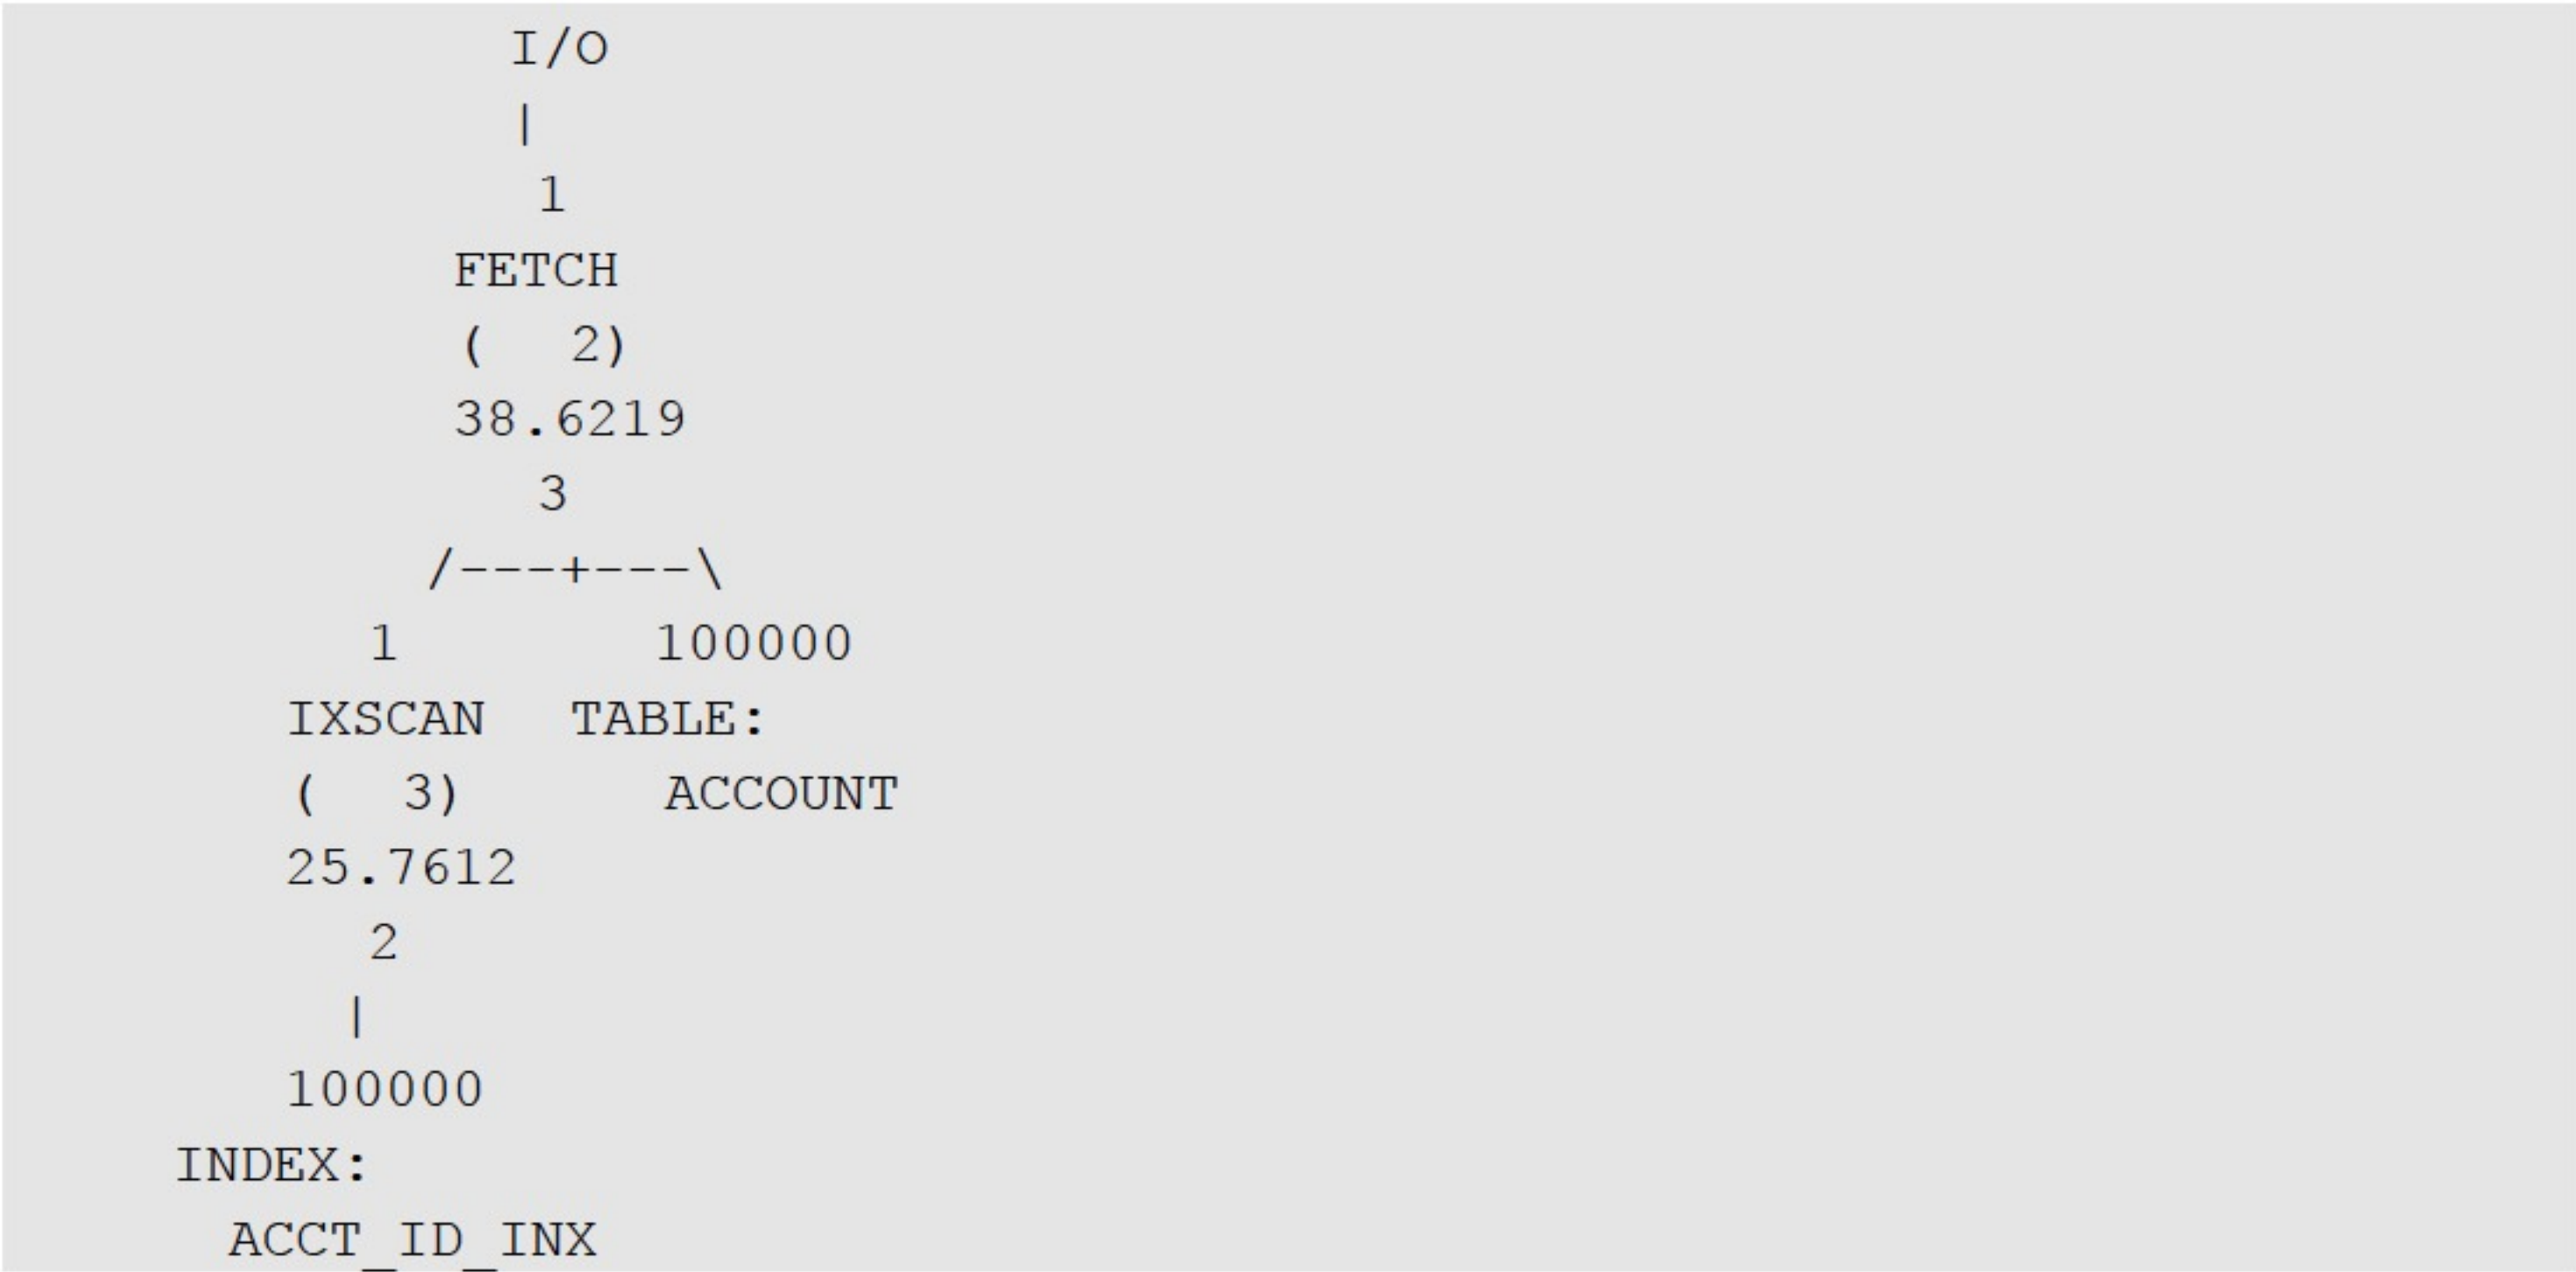 I/O
|
1
FETCH
(   2)
38.6219
3
/---+---\
1         100000
IXSCAN   TABLE:
(   3)       ACCOUNT
25.7612
2
|
100000
INDEX:
ACCT_ID_INX